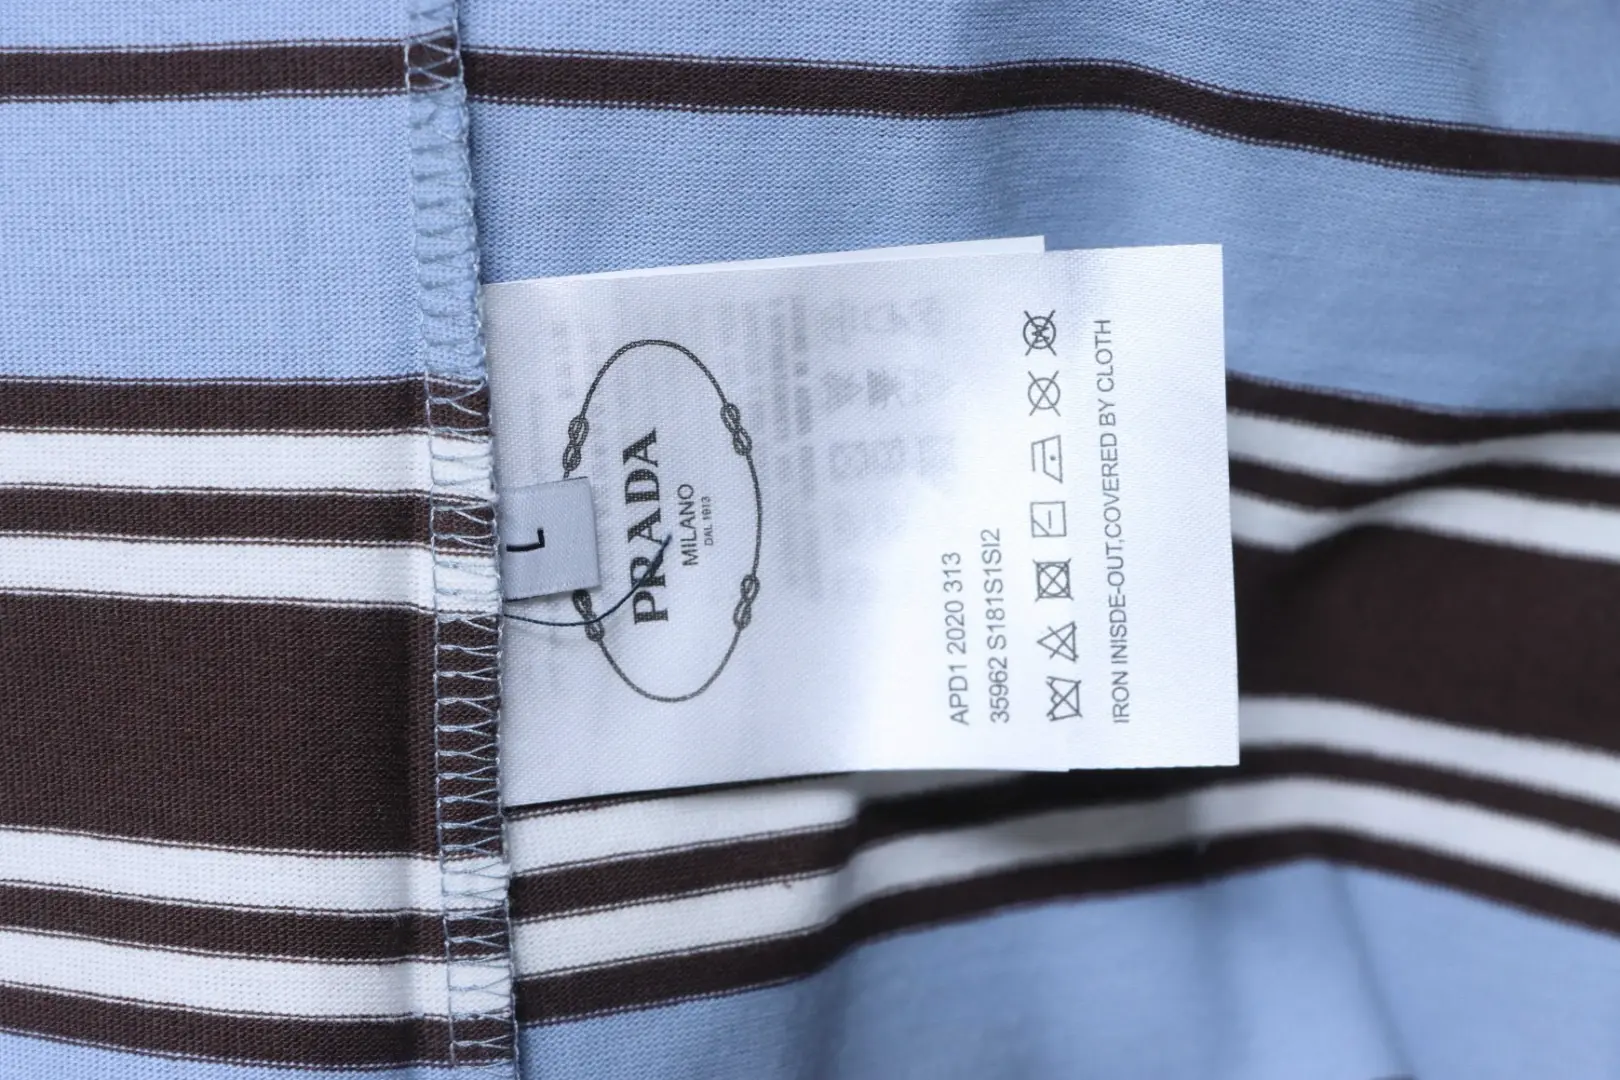 L
PRADA
MILANO
DAL 1913
APD1 2020 313
35962 S181S1SI2
IRON INISDE-OUT,COVERED BY CLOTH